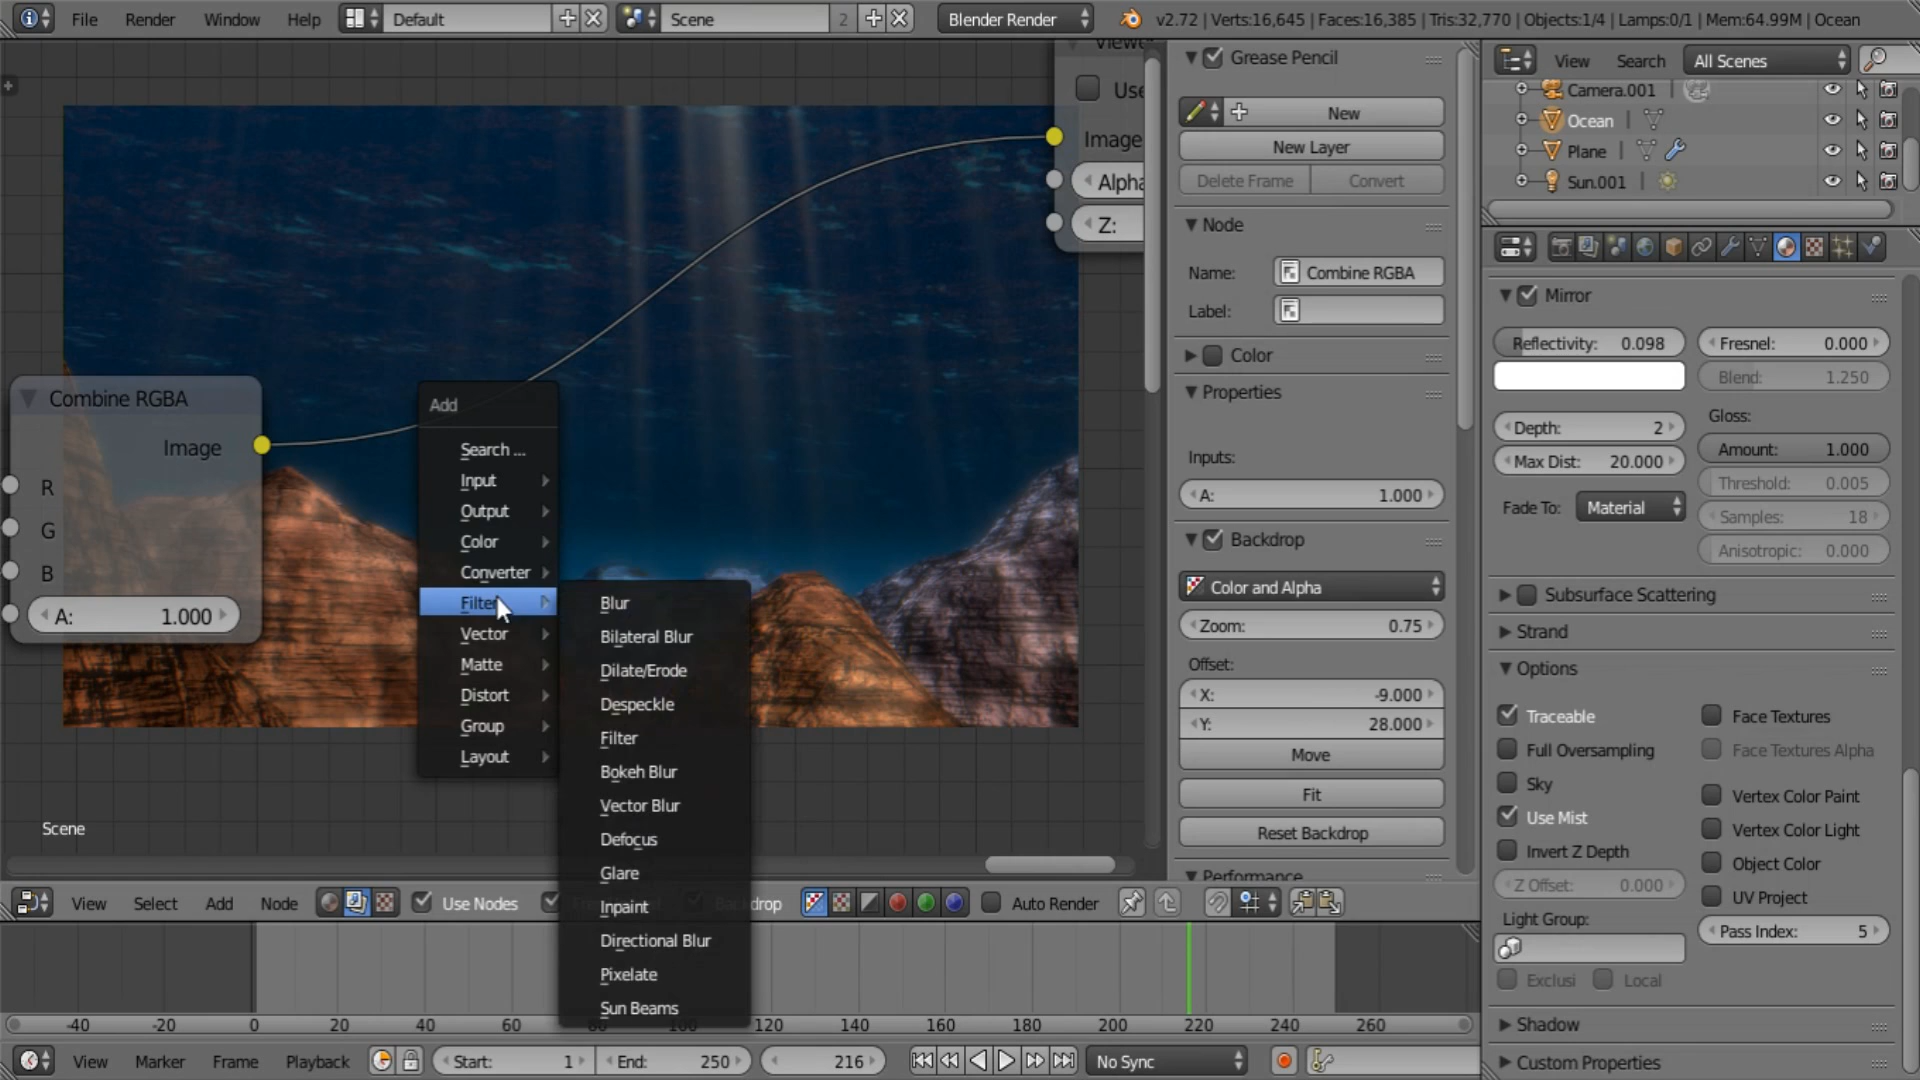 File Render Window Help Default Scene 2 Blender Render v2.72 | Verts:16,645 | Faces:16,385 | Tris:32,770 | Objects:1/4 | Lamps:0/1 | Mem:64.99M | Ocean
Viewer
Use
Image
Alpha
Z:
Combine RGBA
Image
R
G
B
A: 1.000
Scene
Add
Search ...
Input
Output
Color
Converter
Filter
Vector
Matte
Distort
Group
Layout
Blur
Bilateral Blur
Dilate/Erode
Despeckle
Filter
Bokeh Blur
Vector Blur
Defocus
Glare
Inpaint
Directional Blur
Pixelate
Sun Beams
Grease Pencil
New
New Layer
Delete Frame Convert
Node
Name: Combine RGBA
Label:
Color
Properties
Inputs:
A: 1.000
Backdrop
Color and Alpha
Zoom: 0.75
Offset:
X: -9.000
Y: 28.000
Move
Fit
Reset Backdrop
Performance
View Search All Scenes
Camera.001
Ocean
Plane
Sun.001
Mirror
Reflectivity: 0.098 Fresnel: 0.000
Blend: 1.250
Gloss:
Depth: 2 Amount: 1.000
Max Dist: 20.000 Threshold: 0.005
Fade To: Material Samples: 18
Anisotropic: 0.000
Subsurface Scattering
Strand
Options
Traceable Face Textures
Full Oversampling Face Textures Alpha
Sky Vertex Color Paint
Use Mist Vertex Color Light
Invert Z Depth Object Color
Z Offset: 0.000 UV Project
Light Group: Pass Index: 5
Exclusi Local
Shadow
Custom Properties
View Select Add Node Use Nodes Backdrop Auto Render
-40 -20 0 20 40 60 80 100 120 140 160 180 200 220 240 260
View Marker Frame Playback Start: 1 End: 250 216 No Sync